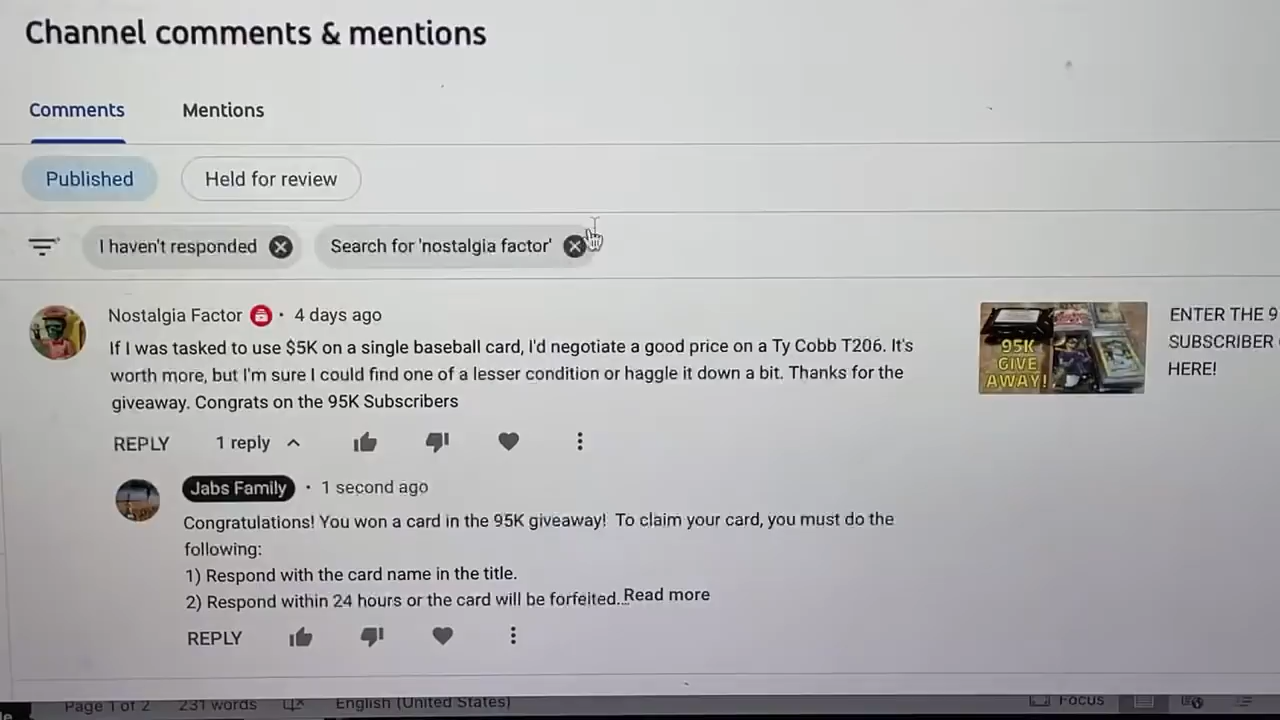 Channel comments & mentions
Comments
Mentions
Published
Held for review
I haven't responded
Search for 'nostalgia factor'
Nostalgia Factor · 4 days ago
If I was tasked to use $5K on a single baseball card, I'd negotiate a good price on a Ty Cobb T206. It's
worth more, but I'm sure I could find one of a lesser condition or haggle it down a bit. Thanks for the
giveaway. Congrats on the 95K Subscribers
REPLY 1 reply
95K
GIVE
AWAY!
ENTER THE 9
SUBSCRIBER
HERE!
Jabs Family · 1 second ago
Congratulations! You won a card in the 95K giveaway! To claim your card, you must do the
following:
1) Respond with the card name in the title.
2) Respond within 24 hours or the card will be forfeited...Read more
REPLY
Page 1 of 2 231 words English (United States) Focus